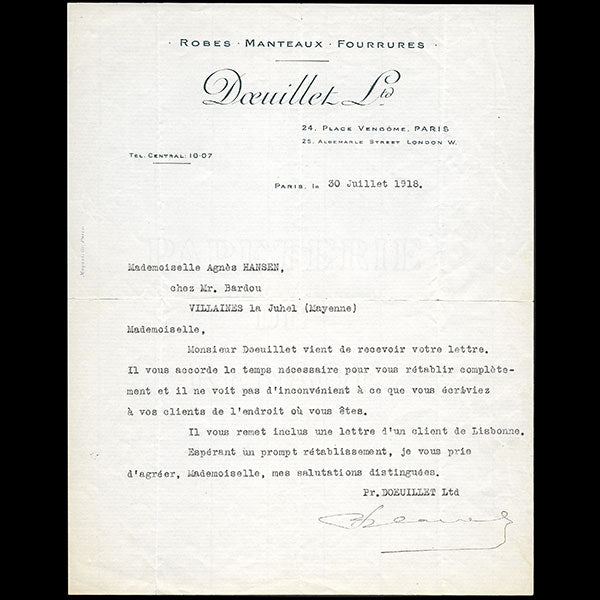 · ROBES · MANTEAUX · FOURRURES ·
Dœuillet Ltd
24, PLACE VENDÔME, PARIS
25, ALBEMARLE STREET LONDON W.
TEL. CENTRAL: 10-07
PARIS, le 30 Juillet 1918.
Mademoiselle Agnès HANSEN,
chez Mr. Bardou
VILLAINES la Juhel (Mayenne)
Mademoiselle,
Monsieur Doeuillet vient de recevoir votre lettre.
Il vous accorde le temps nécessaire pour vous rétablir complète-
ment et il ne voit pas d'inconvénient à ce que vous écriviez
à vos clients de l'endroit où vous êtes.
Il vous remet inclus une lettre d'un client de Lisbonne.
Espérant un prompt rétablissement, je vous prie
d'agréer, Mademoiselle, mes salutations distinguées.
Pr. DOEUILLET Ltd